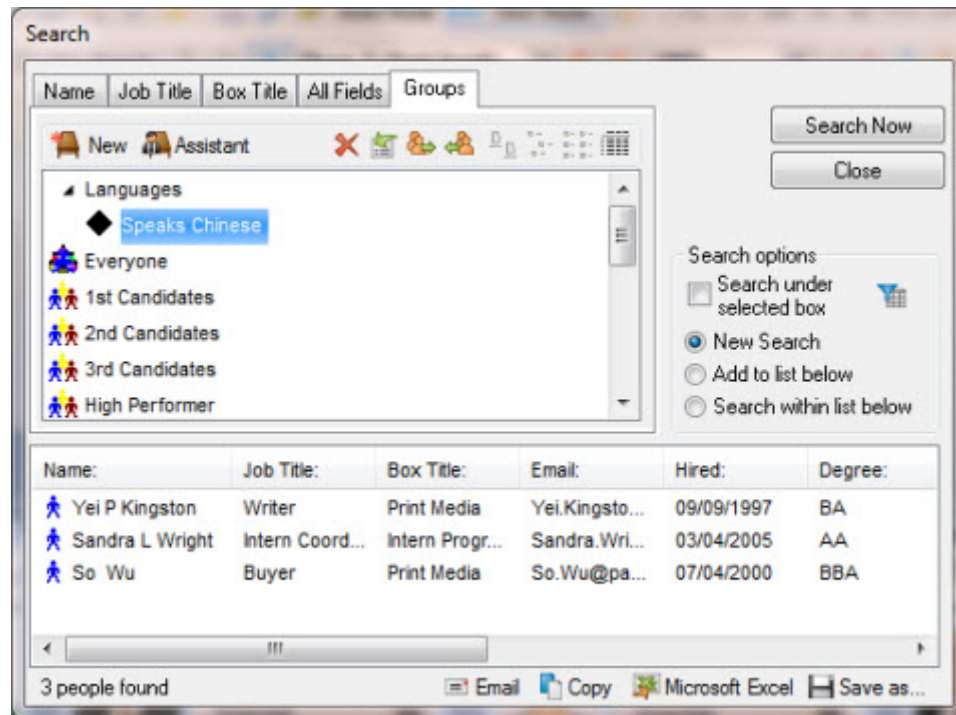 Search
Name Job Title Box Title All Fields Groups
New Assistant
Search Now
Close
Languages
Speaks Chinese
Everyone
1st Candidates
2nd Candidates
3rd Candidates
High Performer
Search options
Search under
selected box
New Search
Add to list below
Search within list below
Name: Job Title: Box Title: Email: Hired: Degree:
Yei P Kingston Writer Print Media Yei.Kingsto... 09/09/1997 BA
Sandra L Wright Intern Coord... Intern Progr... Sandra.Wri... 03/04/2005 AA
So Wu Buyer Print Media So.Wu@pa... 07/04/2000 BBA
3 people found Email Copy Microsoft Excel Save as...